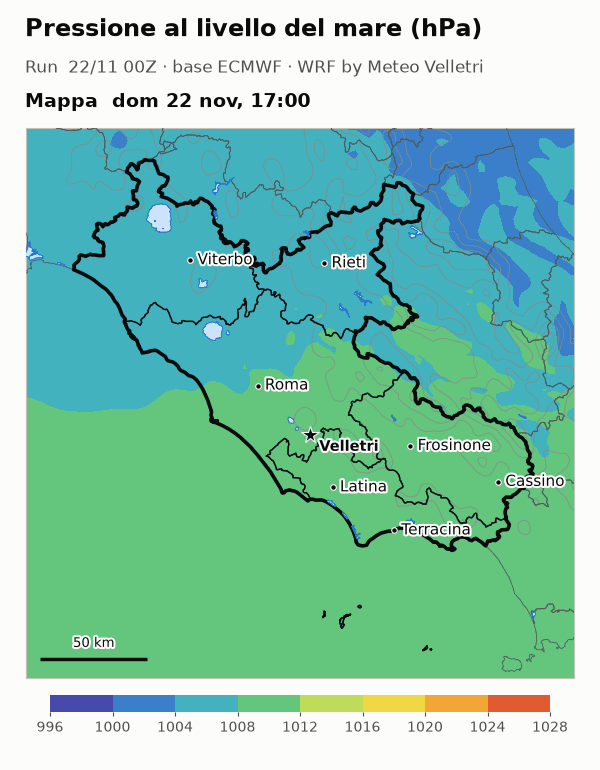 Pressione al livello del mare (hPa)
Run  22/11 00Z · base ECMWF · WRF by Meteo Velletri
Mappa  dom 22 nov, 17:00
Viterbo
Rieti
Roma
Velletri
Frosinone
Latina
Cassino
Terracina
50 km
996 1000 1004 1008 1012 1016 1020 1024 1028